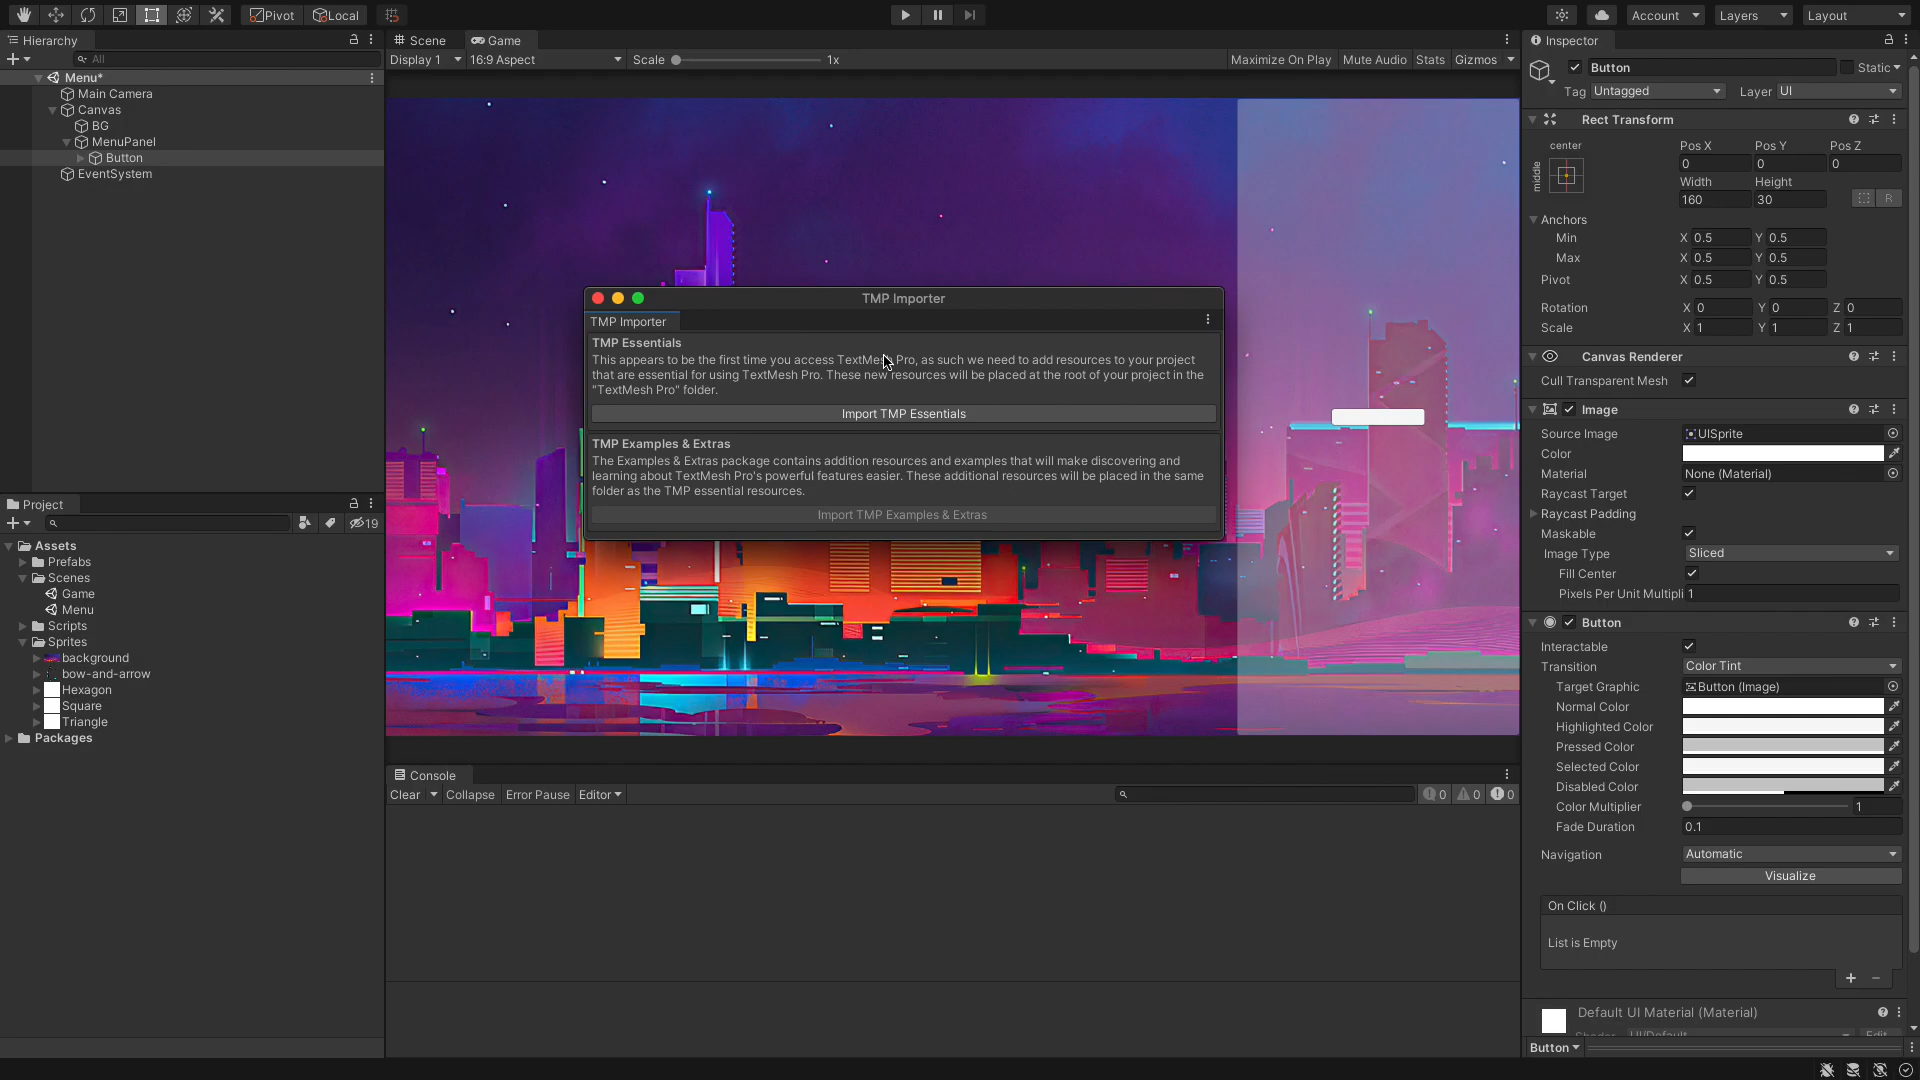 Pivot
Local
Account
Layers
Layout
Hierarchy
All
Menu*
Main Camera
Canvas
BG
MenuPanel
Button
EventSystem
Project
19
Assets
Prefabs
Scenes
Game
Menu
Scripts
Sprites
background
bow-and-arrow
Hexagon
Square
Triangle
Packages
Scene
Game
Display 1
16:9 Aspect
Scale
1x
Maximize On Play
Mute Audio
Stats
Gizmos
TMP Importer
TMP Importer
TMP Essentials
This appears to be the first time you access TextMesh Pro, as such we need to add resources to your project
that are essential for using TextMesh Pro. These new resources will be placed at the root of your project in the
"TextMesh Pro" folder.
Import TMP Essentials
TMP Examples & Extras
The Examples & Extras package contains addition resources and examples that will make discovering and
learning about TextMesh Pro's powerful features easier. These additional resources will be placed in the same
folder as the TMP essential resources.
Import TMP Examples & Extras
Console
Clear
Collapse
Error Pause
Editor
0
0
0
Inspector
Button
Static
Tag
Untagged
Layer
UI
Rect Transform
center
middle
Pos X
Pos Y
Pos Z
0
0
0
Width
Height
160
30
R
Anchors
Min
X 0.5
Y 0.5
Max
X 0.5
Y 0.5
Pivot
X 0.5
Y 0.5
Rotation
X 0
Y 0
Z 0
Scale
X 1
Y 1
Z 1
Canvas Renderer
Cull Transparent Mesh
Image
Source Image
UISprite
Color
Material
None (Material)
Raycast Target
Raycast Padding
Maskable
Image Type
Sliced
Fill Center
Pixels Per Unit Multipli
1
Button
Interactable
Transition
Color Tint
Target Graphic
Button (Image)
Normal Color
Highlighted Color
Pressed Color
Selected Color
Disabled Color
Color Multiplier
1
Fade Duration
0.1
Navigation
Automatic
Visualize
On Click ()
List is Empty
Default UI Material (Material)
Shader
UI/Default
Edit...
Button